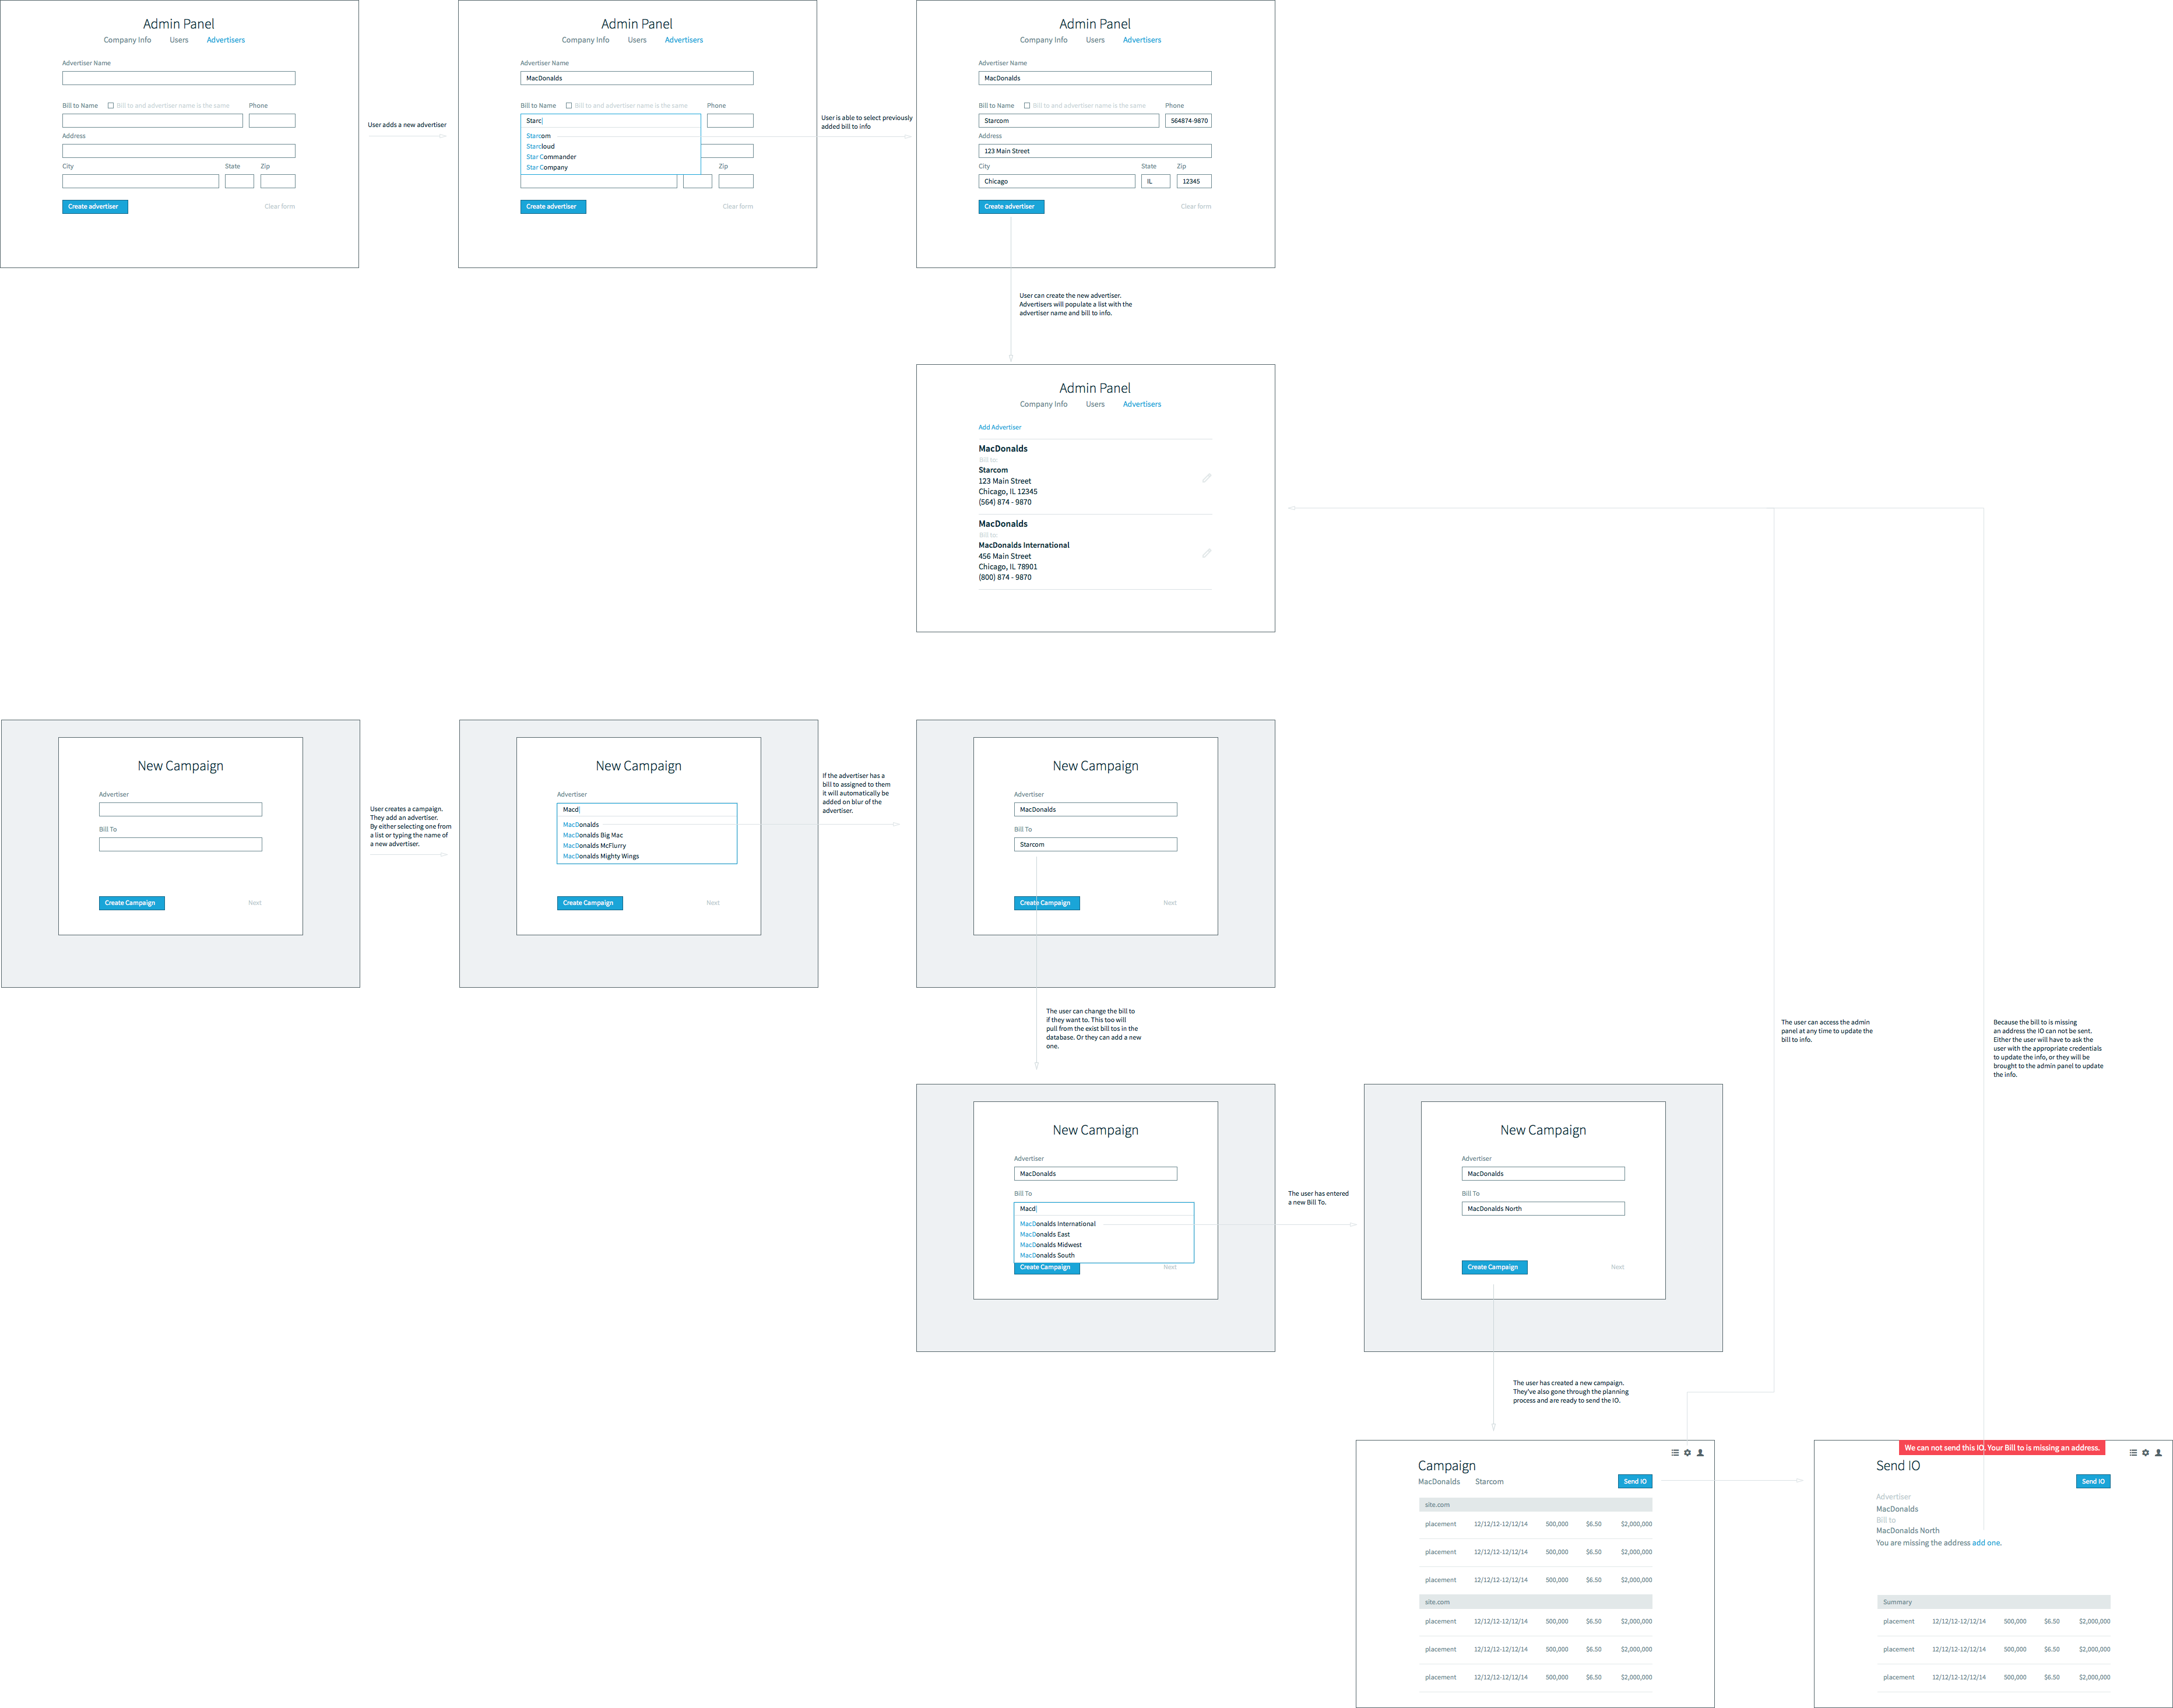 Admin Panel
Company Info Users Advertisers
Advertiser Name
Bill to Name Bill to and advertiser name is the same Phone
Address
City State Zip
Create advertiser Clear form
User adds a new advertiser
Admin Panel
Company Info Users Advertisers
Advertiser Name
MacDonalds
Bill to Name Bill to and advertiser name is the same Phone
Starc
Starcom
Starcloud
Star Commander
Star Company
Zip
Create advertiser Clear form
User is able to select previously
added bill to info
Admin Panel
Company Info Users Advertisers
Advertiser Name
MacDonalds
Bill to Name Bill to and advertiser name is the same Phone
Starcom 564874-9870
Address
123 Main Street
City State Zip
Chicago IL 12345
Create advertiser Clear form
User can create the new advertiser.
Advertisers will populate a list with the
advertiser name and bill to info.
Admin Panel
Company Info Users Advertisers
Add Advertiser
MacDonalds
Bill to:
Starcom
123 Main Street
Chicago, IL 12345
(564) 874 - 9870
MacDonalds
Bill to:
MacDonalds International
456 Main Street
Chicago, IL 78901
(800) 874 - 9870
New Campaign
Advertiser
Bill To
Create Campaign Next
User creates a campaign.
They add an advertiser.
By either selecting one from
a list or typing the name of
a new advertiser.
New Campaign
Advertiser
Macd
MacDonalds
MacDonalds Big Mac
MacDonalds McFlurry
MacDonalds Mighty Wings
Create Campaign Next
If the advertiser has a
bill to assigned to them
it will automatically be
added on blur of the
advertiser.
New Campaign
Advertiser
MacDonalds
Bill To
Starcom
Create Campaign Next
The user can change the bill to
if they want to. This too will
pull from the exist bill tos in the
database. Or they can add a new
one.
New Campaign
Advertiser
MacDonalds
Bill To
Macd
MacDonalds International
MacDonalds East
MacDonalds Midwest
MacDonalds South
Create Campaign Next
The user has entered
a new Bill To.
New Campaign
Advertiser
MacDonalds
Bill To
MacDonalds North
Create Campaign Next
The user can access the admin
panel at any time to update the
bill to info.
Because the bill to is missing
an address the IO can not be sent.
Either the user will have to ask the
user with the appropriate credentials
to update the info, or they will be
brought to the admin panel to update
the info.
The user has created a new campaign.
They've also gone through the planning
process and are ready to send the IO.
Campaign
MacDonalds Starcom Send IO
site.com
placement 12/12/12-12/12/14 500,000 $6.50 $2,000,000
placement 12/12/12-12/12/14 500,000 $6.50 $2,000,000
placement 12/12/12-12/12/14 500,000 $6.50 $2,000,000
site.com
placement 12/12/12-12/12/14 500,000 $6.50 $2,000,000
placement 12/12/12-12/12/14 500,000 $6.50 $2,000,000
placement 12/12/12-12/12/14 500,000 $6.50 $2,000,000
We can not send this IO. Your Bill to is missing an address.
Send IO
Send IO
Advertiser
MacDonalds
Bill to
MacDonalds North
You are missing the address add one.
Summary
placement 12/12/12-12/12/14 500,000 $6.50 $2,000,000
placement 12/12/12-12/12/14 500,000 $6.50 $2,000,000
placement 12/12/12-12/12/14 500,000 $6.50 $2,000,000